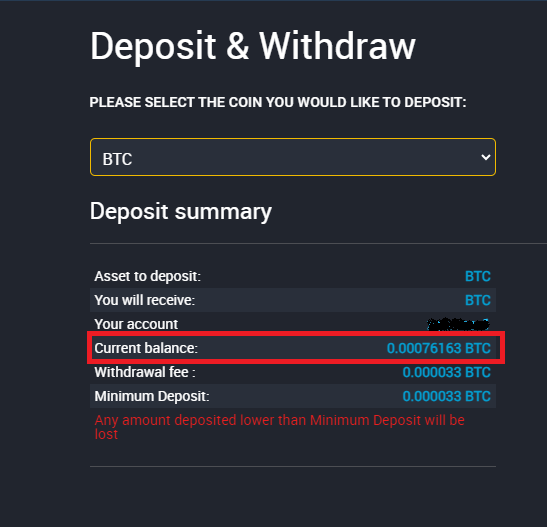 Deposit & Withdraw
PLEASE SELECT THE COIN YOU WOULD LIKE TO DEPOSIT:
BTC
Deposit summary
Asset to deposit: BTC
You will receive: BTC
Your account
Current balance: 0.00076163 BTC
Withdrawal fee : 0.000033 BTC
Minimum Deposit: 0.000033 BTC
Any amount deposited lower than Minimum Deposit will be
lost